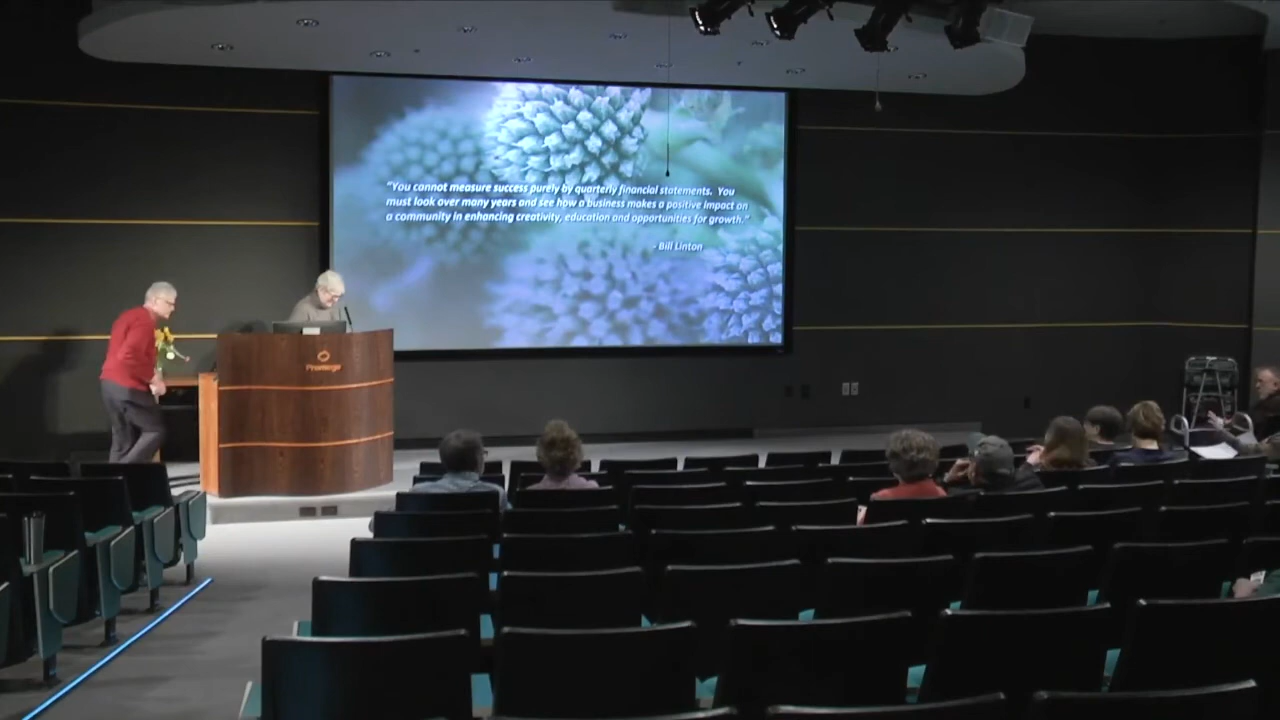 "You cannot measure success purely by quarterly financial statements. You
must look over many years and see how a business makes a positive impact on
a community in enhancing creativity, education and opportunities for growth."
- Bill Linton
Promega